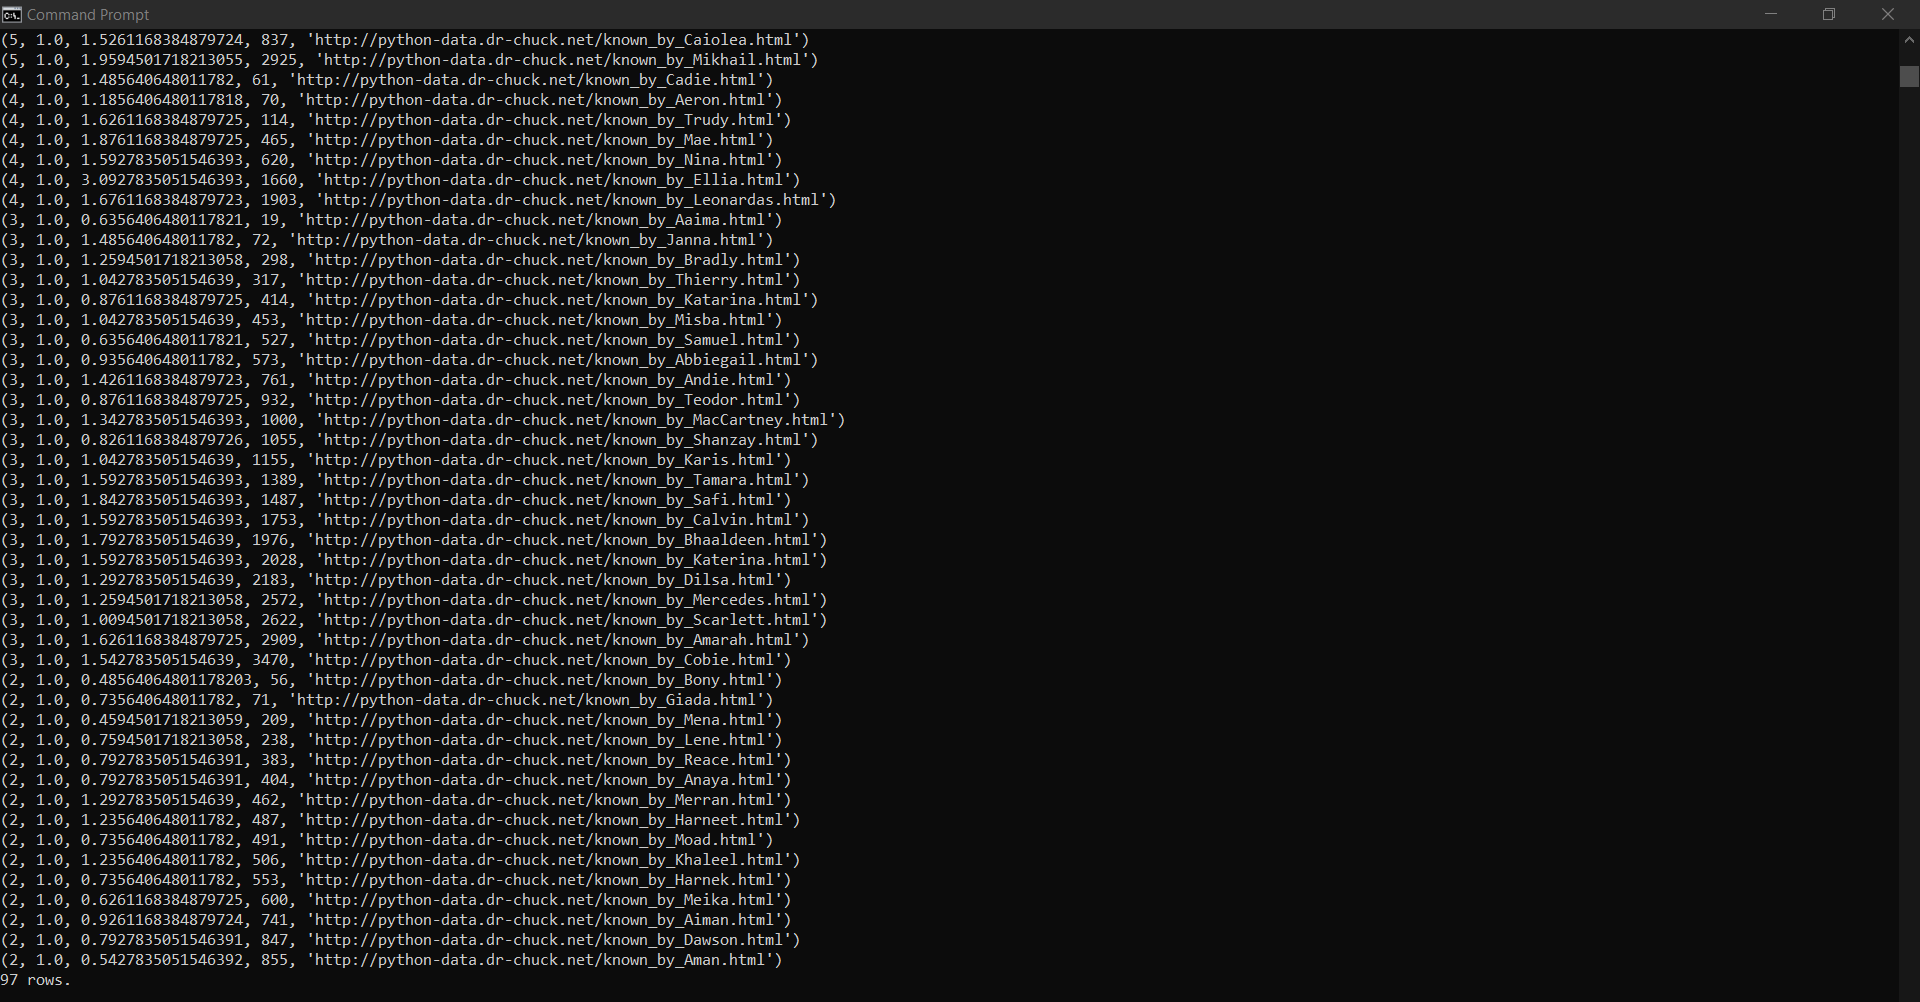 Command Prompt
(5, 1.0, 1.5261168384879724, 837, 'http://python-data.dr-chuck.net/known_by_Caiolea.html')
(5, 1.0, 1.9594501718213055, 2925, 'http://python-data.dr-chuck.net/known_by_Mikhail.html')
(4, 1.0, 1.485640648011782, 61, 'http://python-data.dr-chuck.net/known_by_Cadie.html')
(4, 1.0, 1.1856406480117818, 70, 'http://python-data.dr-chuck.net/known_by_Aeron.html')
(4, 1.0, 1.6261168384879725, 114, 'http://python-data.dr-chuck.net/known_by_Trudy.html')
(4, 1.0, 1.8761168384879725, 465, 'http://python-data.dr-chuck.net/known_by_Mae.html')
(4, 1.0, 1.5927835051546393, 620, 'http://python-data.dr-chuck.net/known_by_Nina.html')
(4, 1.0, 3.0927835051546393, 1660, 'http://python-data.dr-chuck.net/known_by_Ellia.html')
(4, 1.0, 1.6761168384879723, 1903, 'http://python-data.dr-chuck.net/known_by_Leonardas.html')
(3, 1.0, 0.6356406480117821, 19, 'http://python-data.dr-chuck.net/known_by_Aaima.html')
(3, 1.0, 1.485640648011782, 72, 'http://python-data.dr-chuck.net/known_by_Janna.html')
(3, 1.0, 1.2594501718213058, 298, 'http://python-data.dr-chuck.net/known_by_Bradly.html')
(3, 1.0, 1.042783505154639, 317, 'http://python-data.dr-chuck.net/known_by_Thierry.html')
(3, 1.0, 0.8761168384879725, 414, 'http://python-data.dr-chuck.net/known_by_Katarina.html')
(3, 1.0, 1.042783505154639, 453, 'http://python-data.dr-chuck.net/known_by_Misba.html')
(3, 1.0, 0.6356406480117821, 527, 'http://python-data.dr-chuck.net/known_by_Samuel.html')
(3, 1.0, 0.935640648011782, 573, 'http://python-data.dr-chuck.net/known_by_Abbiegail.html')
(3, 1.0, 1.4261168384879723, 761, 'http://python-data.dr-chuck.net/known_by_Andie.html')
(3, 1.0, 0.8761168384879725, 932, 'http://python-data.dr-chuck.net/known_by_Teodor.html')
(3, 1.0, 1.3427835051546393, 1000, 'http://python-data.dr-chuck.net/known_by_MacCartney.html')
(3, 1.0, 0.8261168384879726, 1055, 'http://python-data.dr-chuck.net/known_by_Shanzay.html')
(3, 1.0, 1.042783505154639, 1155, 'http://python-data.dr-chuck.net/known_by_Karis.html')
(3, 1.0, 1.5927835051546393, 1389, 'http://python-data.dr-chuck.net/known_by_Tamara.html')
(3, 1.0, 1.8427835051546393, 1487, 'http://python-data.dr-chuck.net/known_by_Safi.html')
(3, 1.0, 1.5927835051546393, 1753, 'http://python-data.dr-chuck.net/known_by_Calvin.html')
(3, 1.0, 1.792783505154639, 1976, 'http://python-data.dr-chuck.net/known_by_Bhaaldeen.html')
(3, 1.0, 1.5927835051546393, 2028, 'http://python-data.dr-chuck.net/known_by_Katerina.html')
(3, 1.0, 1.292783505154639, 2183, 'http://python-data.dr-chuck.net/known_by_Dilsa.html')
(3, 1.0, 1.2594501718213058, 2572, 'http://python-data.dr-chuck.net/known_by_Mercedes.html')
(3, 1.0, 1.0094501718213058, 2622, 'http://python-data.dr-chuck.net/known_by_Scarlett.html')
(3, 1.0, 1.6261168384879725, 2909, 'http://python-data.dr-chuck.net/known_by_Amarah.html')
(3, 1.0, 1.542783505154639, 3470, 'http://python-data.dr-chuck.net/known_by_Cobie.html')
(2, 1.0, 0.48564064801178203, 56, 'http://python-data.dr-chuck.net/known_by_Bony.html')
(2, 1.0, 0.735640648011782, 71, 'http://python-data.dr-chuck.net/known_by_Giada.html')
(2, 1.0, 0.4594501718213059, 209, 'http://python-data.dr-chuck.net/known_by_Mena.html')
(2, 1.0, 0.7594501718213058, 238, 'http://python-data.dr-chuck.net/known_by_Lene.html')
(2, 1.0, 0.7927835051546391, 383, 'http://python-data.dr-chuck.net/known_by_Reace.html')
(2, 1.0, 0.7927835051546391, 404, 'http://python-data.dr-chuck.net/known_by_Anaya.html')
(2, 1.0, 1.292783505154639, 462, 'http://python-data.dr-chuck.net/known_by_Merran.html')
(2, 1.0, 1.235640648011782, 487, 'http://python-data.dr-chuck.net/known_by_Harneet.html')
(2, 1.0, 0.735640648011782, 491, 'http://python-data.dr-chuck.net/known_by_Moad.html')
(2, 1.0, 1.235640648011782, 506, 'http://python-data.dr-chuck.net/known_by_Khaleel.html')
(2, 1.0, 0.735640648011782, 553, 'http://python-data.dr-chuck.net/known_by_Harnek.html')
(2, 1.0, 0.6261168384879725, 600, 'http://python-data.dr-chuck.net/known_by_Meika.html')
(2, 1.0, 0.9261168384879724, 741, 'http://python-data.dr-chuck.net/known_by_Aiman.html')
(2, 1.0, 0.7927835051546391, 847, 'http://python-data.dr-chuck.net/known_by_Dawson.html')
(2, 1.0, 0.5427835051546392, 855, 'http://python-data.dr-chuck.net/known_by_Aman.html')
97 rows.